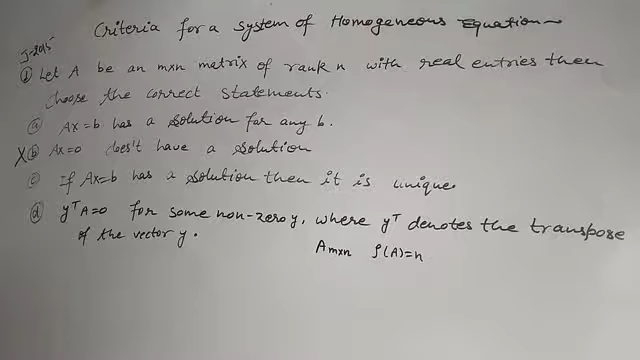 Criteria for a system of Homogeneous Equation
J-2015
① Let A be an m×n matrix of rank n with real entries then
choose the correct statements.
ⓐ Ax=b has a solution for any b.
X ⓑ Ax=0 does't have a solution
ⓒ If Ax=b has a solution then it is unique.
ⓓ yᵀA=0 for some non-zero y, where yᵀ denotes the transpose
of the vector y.
Aₘₓₙ ρ(A)=n